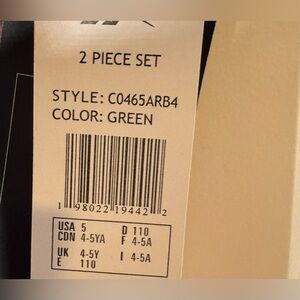 2 PIECE SET
STYLE: C0465ARB4
COLOR: GREEN
1 98022 19442 2
USA 5 D 110
CDN 4-5YA F 4-5A
UK 4-5Y I 4-5A
E 110